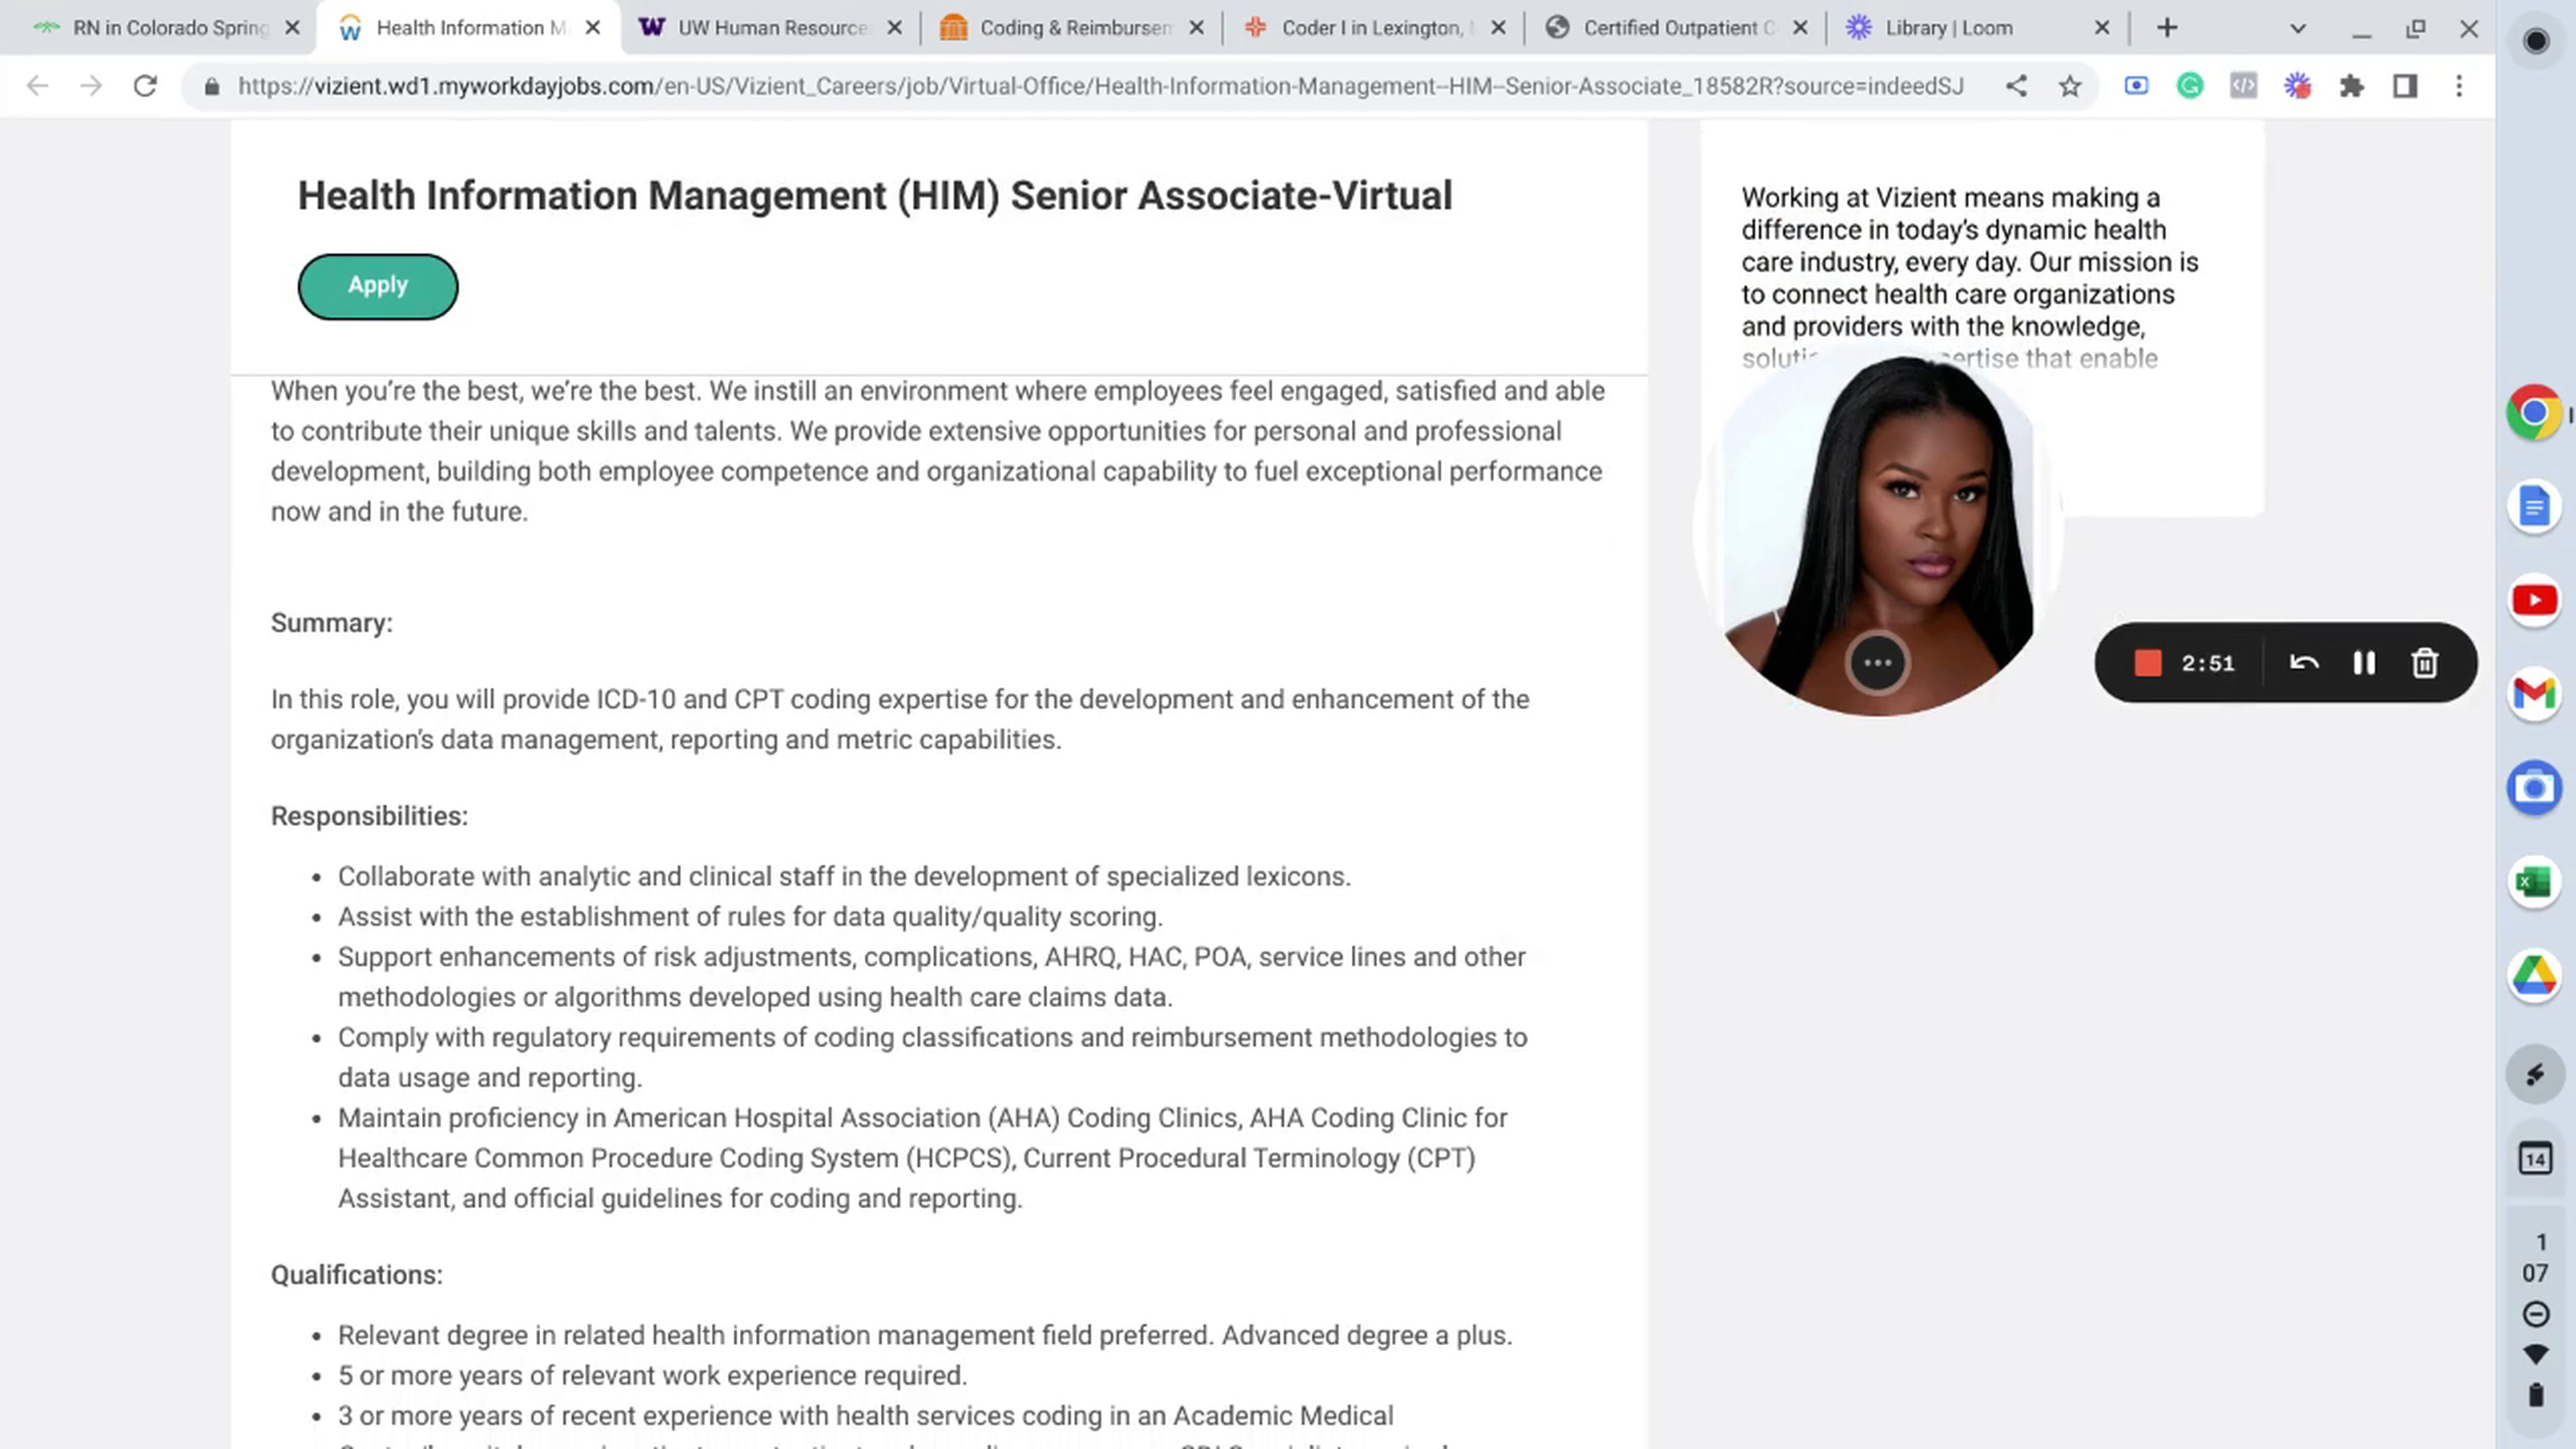 RN in Colorado Spring
Health Information M
UW Human Resource
Coding & Reimbursem
Coder I in Lexington,
Certified Outpatient C
Library | Loom
https://vizient.wd1.myworkdayjobs.com/en-US/Vizient_Careers/job/Virtual-Office/Health-Information-Management--HIM--Senior-Associate_18582R?source=indeedSJ
Health Information Management (HIM) Senior Associate-Virtual
Apply
Working at Vizient means making a
difference in today's dynamic health
care industry, every day. Our mission is
to connect health care organizations
and providers with the knowledge,
soluti ertise that enable
When you're the best, we're the best. We instill an environment where employees feel engaged, satisfied and able
to contribute their unique skills and talents. We provide extensive opportunities for personal and professional
development, building both employee competence and organizational capability to fuel exceptional performance
now and in the future.
Summary:
In this role, you will provide ICD-10 and CPT coding expertise for the development and enhancement of the
organization's data management, reporting and metric capabilities.
Responsibilities:
• Collaborate with analytic and clinical staff in the development of specialized lexicons.
• Assist with the establishment of rules for data quality/quality scoring.
• Support enhancements of risk adjustments, complications, AHRQ, HAC, POA, service lines and other
methodologies or algorithms developed using health care claims data.
• Comply with regulatory requirements of coding classifications and reimbursement methodologies to
data usage and reporting.
• Maintain proficiency in American Hospital Association (AHA) Coding Clinics, AHA Coding Clinic for
Healthcare Common Procedure Coding System (HCPCS), Current Procedural Terminology (CPT)
Assistant, and official guidelines for coding and reporting.
Qualifications:
• Relevant degree in related health information management field preferred. Advanced degree a plus.
• 5 or more years of relevant work experience required.
• 3 or more years of recent experience with health services coding in an Academic Medical
2:51
14
1
07